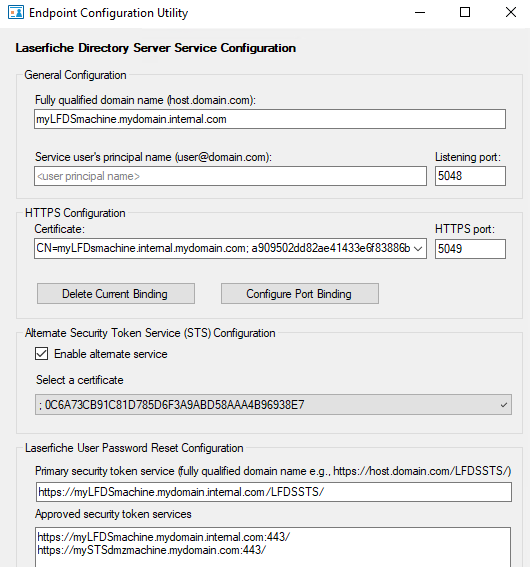 Endpoint Configuration Utility
Laserfiche Directory Server Service Configuration
General Configuration
Fully qualified domain name (host.domain.com):
myLFDSmachine.mydomain.internal.com
Service user's principal name (user@domain.com):
Listening port:
<user principal name>
5048
HTTPS Configuration
Certificate:
HTTPS port:
CN=myLFDsmachine.internal.mydomain.com; a909502dd82ae41433e6f83886b
5049
Delete Current Binding
Configure Port Binding
Alternate Security Token Service (STS) Configuration
Enable alternate service
Select a certificate
; 0C6A73CB91C81D785D6F3A9ABD58AAA4B96938E7
Laserfiche User Password Reset Configuration
Primary security token service (fully qualified domain name e.g., https://host.domain.com/LFDSSTS/)
https://myLFDSmachine.mydomain.internal.com/LFDSSTS/
Approved security token services
https://myLFDSmachine.mydomain.internal.com:443/
https://mySTSdmzmachine.mydomain.com:443/